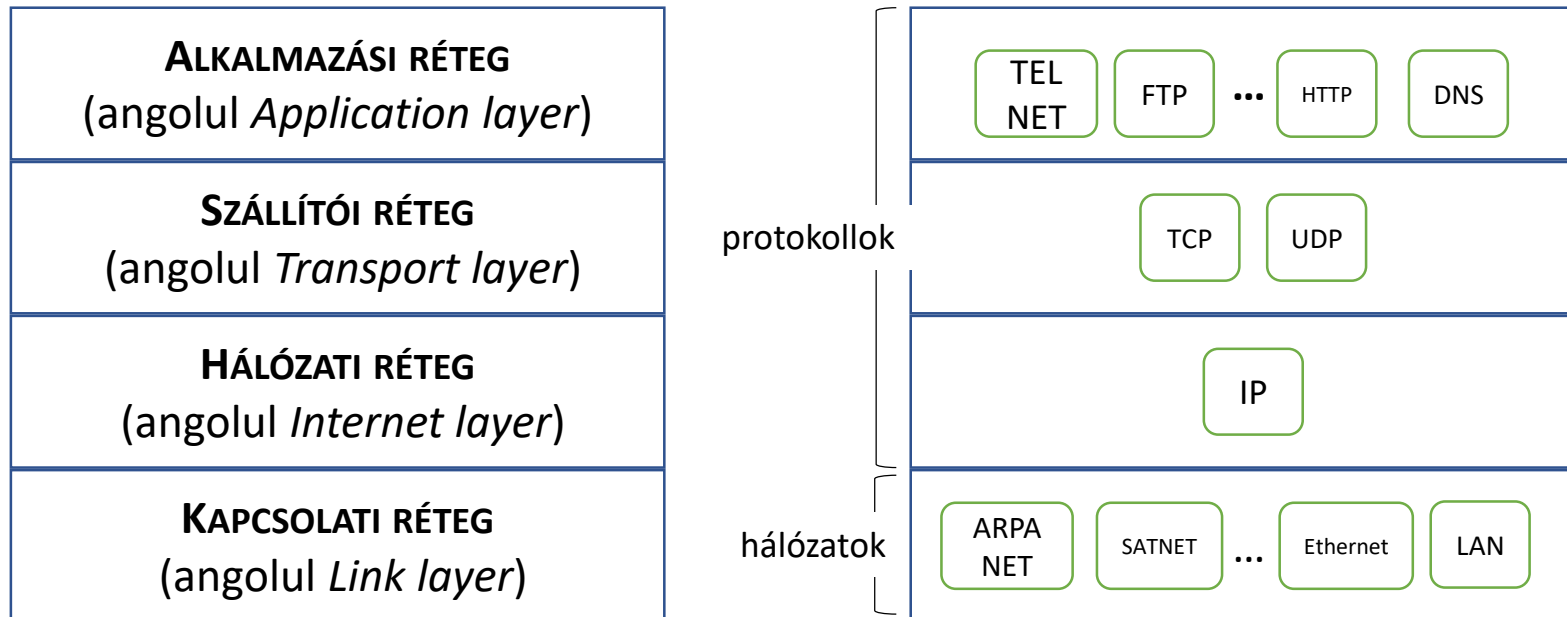 ALKALMAZÁSI RÉTEG
(angolul Application layer)
TEL
NET
FTP
...
HTTP
DNS
SZÁLLÍTÓI RÉTEG
(angolul Transport layer)
protokollok
TCP
UDP
HÁLÓZATI RÉTEG
(angolul Internet layer)
IP
KAPCSOLATI RÉTEG
(angolul Link layer)
hálózatok
ARPA
NET
SATNET
...
Ethernet
LAN